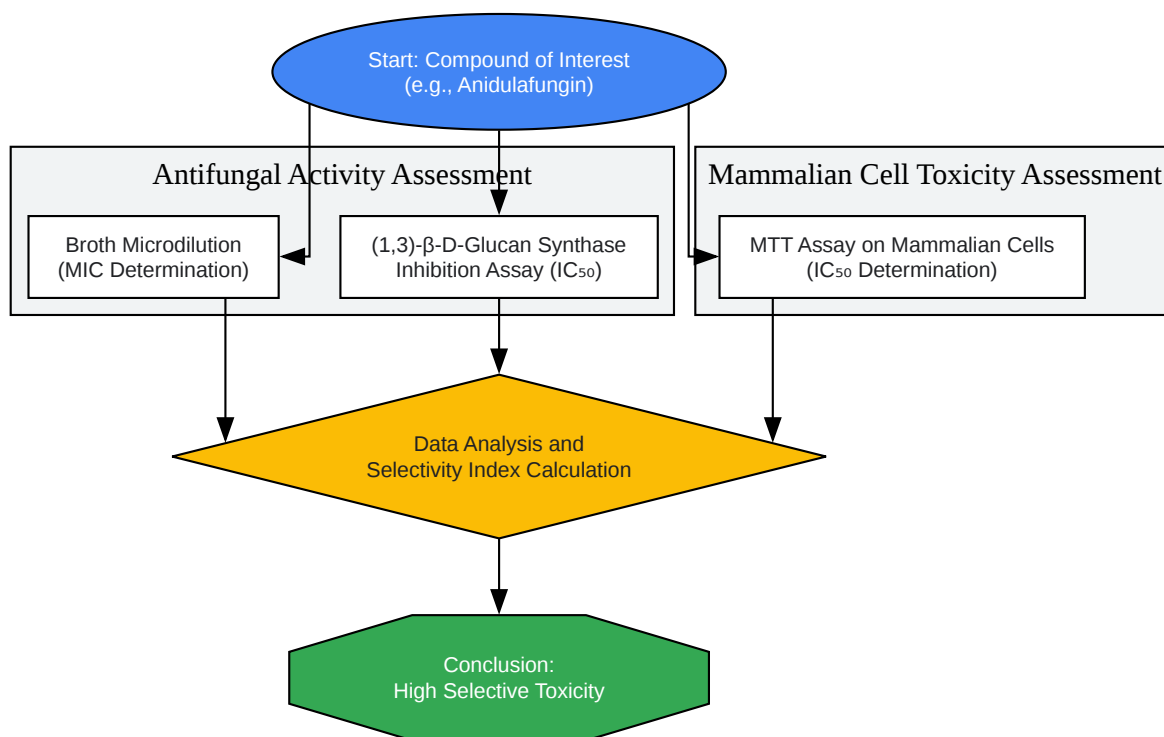 Start: Compound of Interest
(e.g., Anidulafungin)
Antifungal Activity Assessment
Mammalian Cell Toxicity Assessment
Broth Microdilution
(MIC Determination)
(1,3)-β-D-Glucan Synthase
Inhibition Assay (IC₅₀)
MTT Assay on Mammalian Cells
(IC₅₀ Determination)
Data Analysis and
Selectivity Index Calculation
Conclusion:
High Selective Toxicity